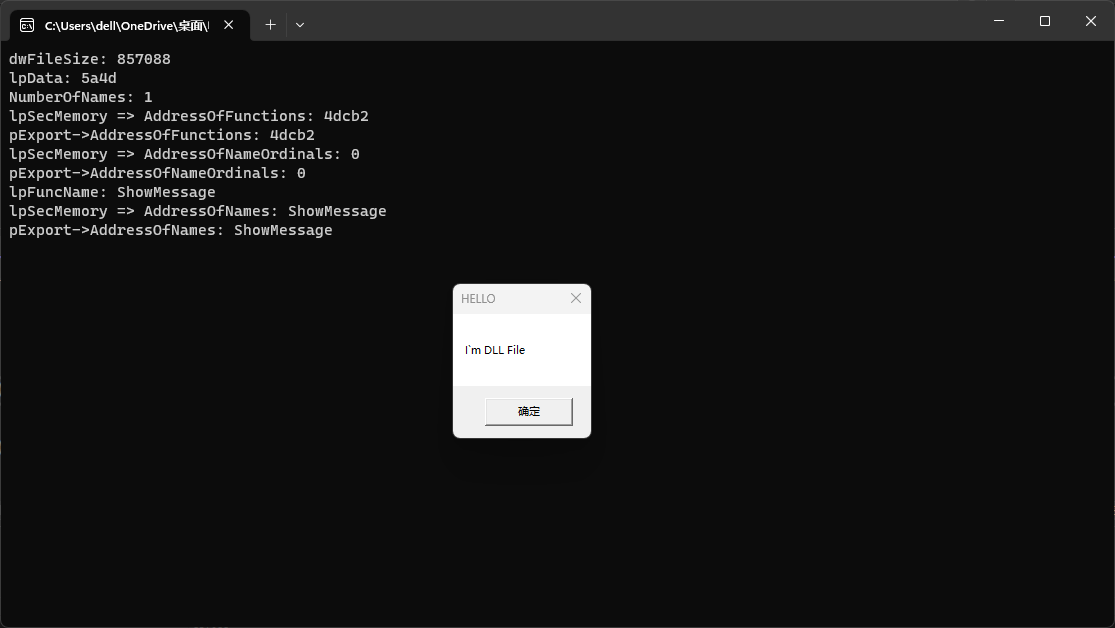 C:\Users\dell\OneDrive\桌面\
dwFileSize: 857088
lpData: 5a4d
NumberOfNames: 1
lpSecMemory => AddressOfFunctions: 4dcb2
pExport->AddressOfFunctions: 4dcb2
lpSecMemory => AddressOfNameOrdinals: 0
pExport->AddressOfNameOrdinals: 0
lpFuncName: ShowMessage
lpSecMemory => AddressOfNames: ShowMessage
pExport->AddressOfNames: ShowMessage
HELLO
I`m DLL File
确定